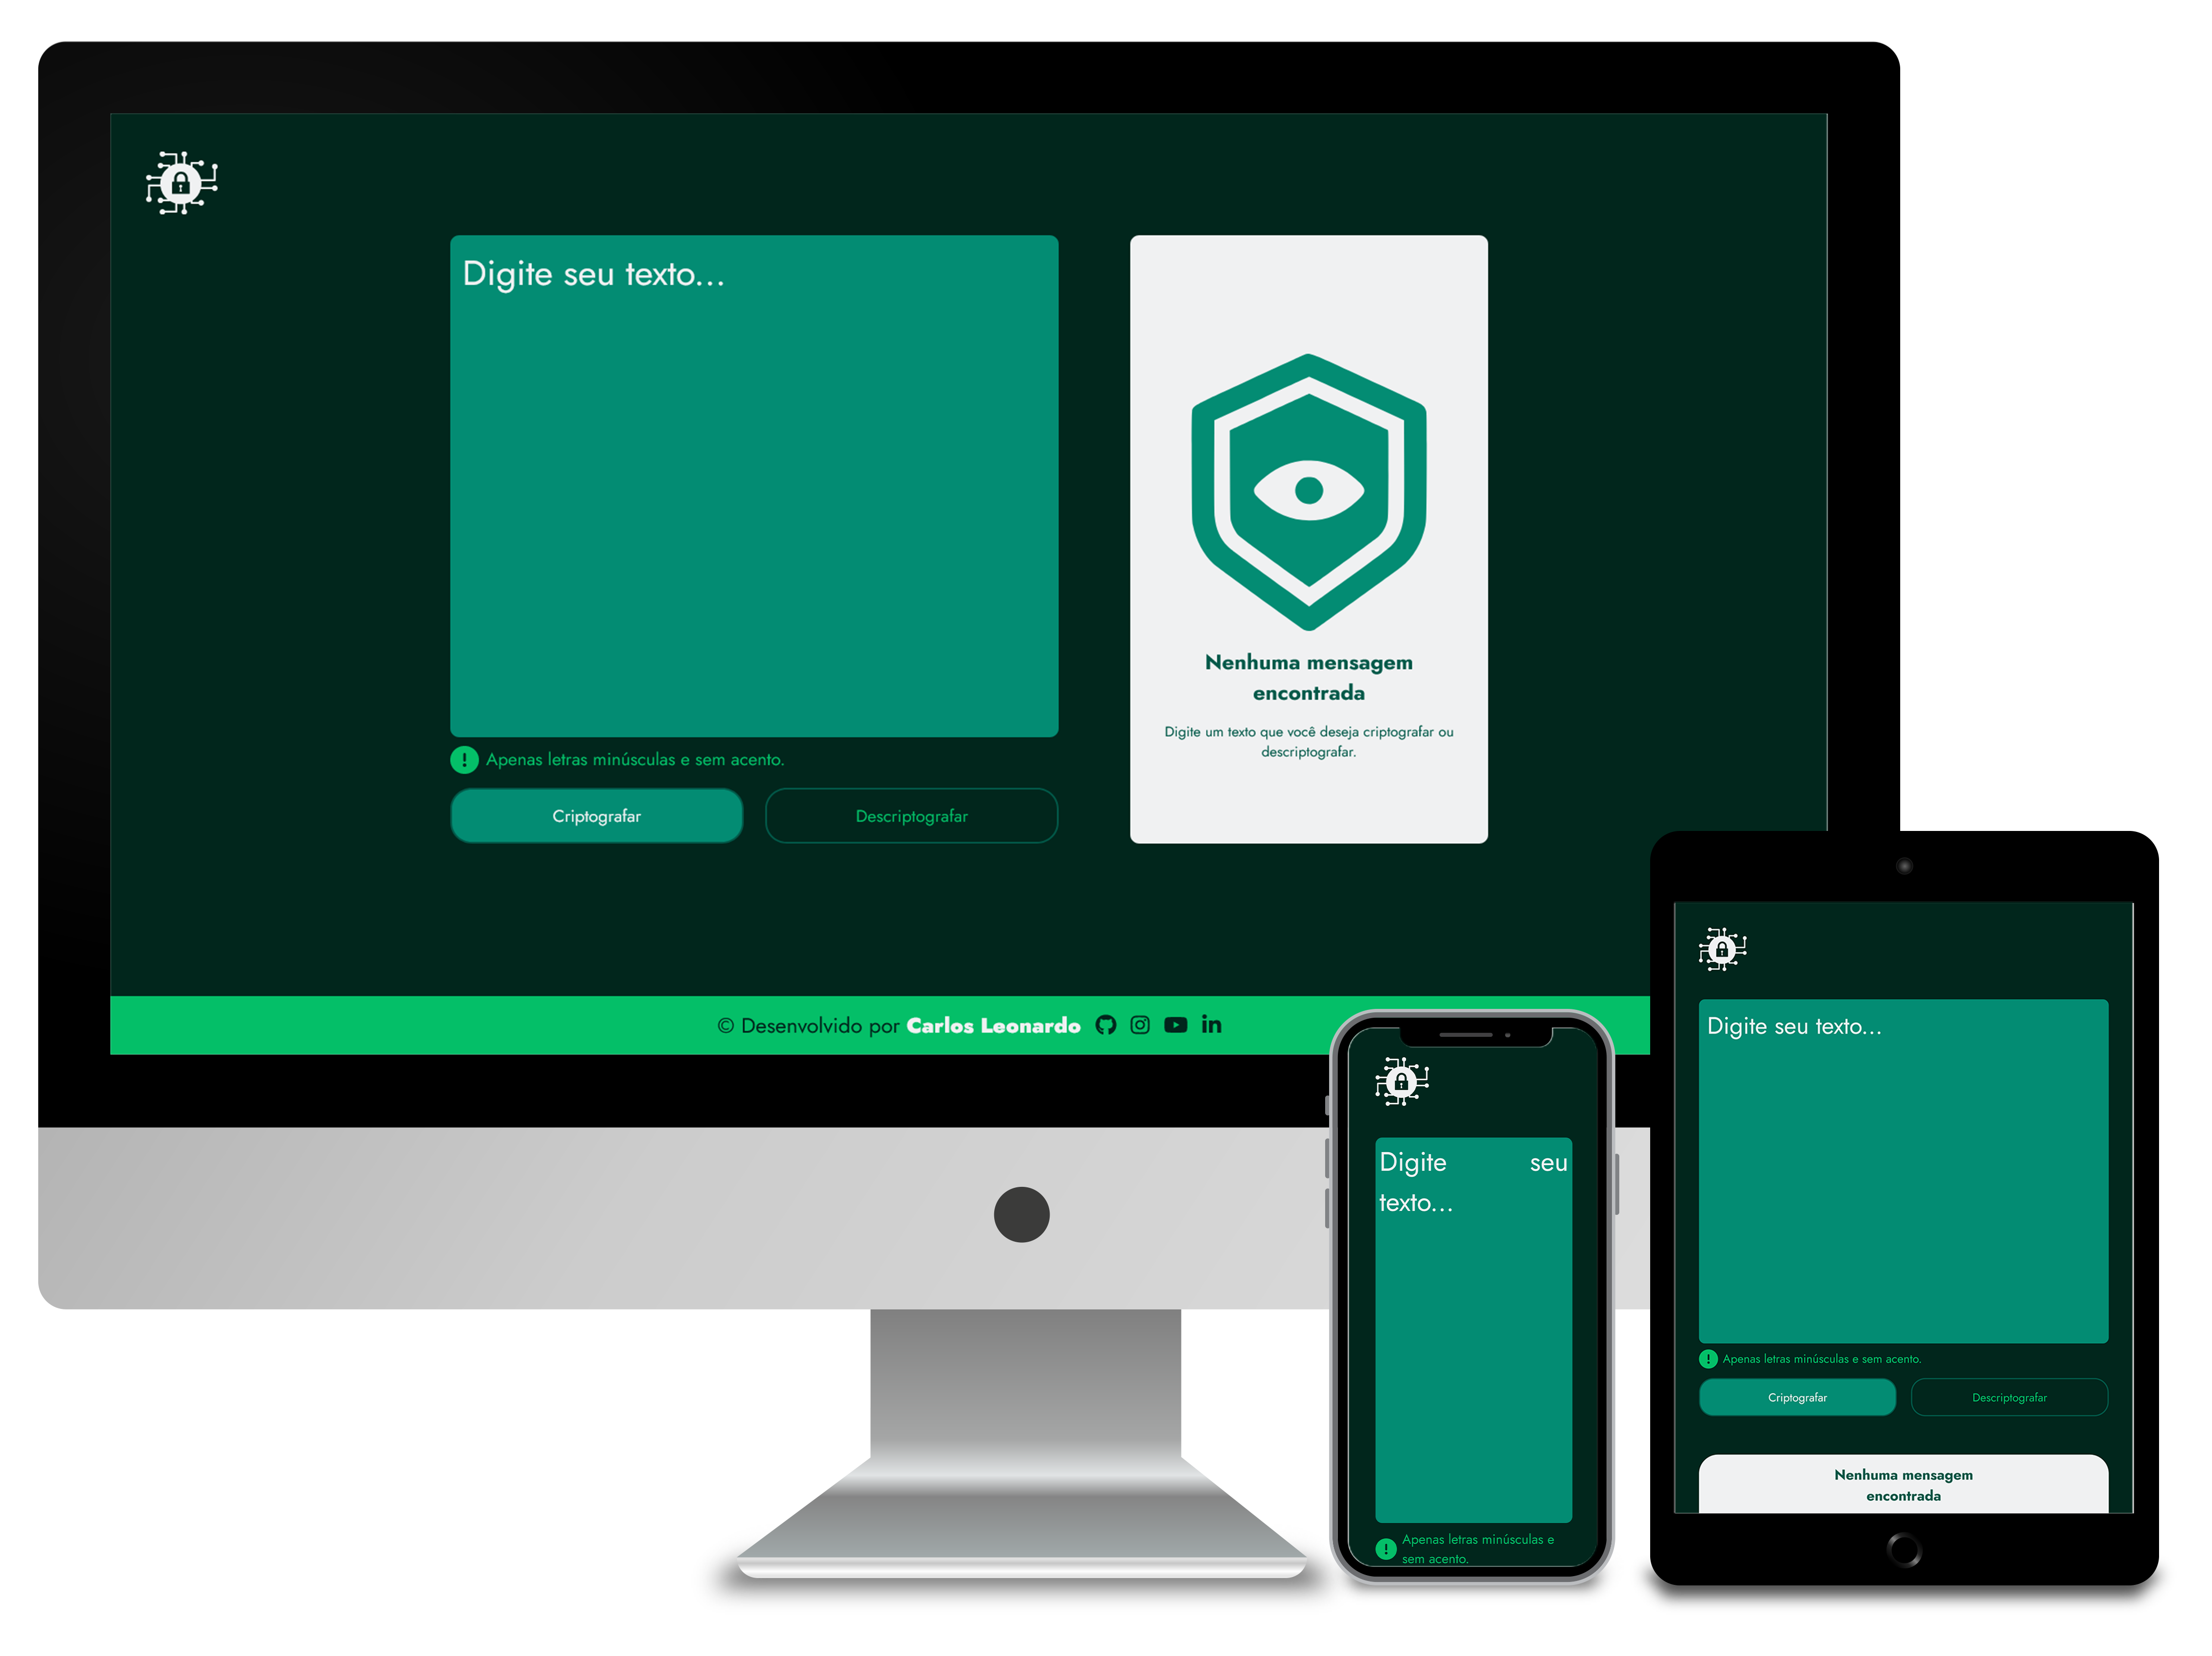 Digite seu texto...
Apenas letras minúsculas e sem acento.
Criptografar
Descriptografar
Nenhuma mensagem
encontrada
Digite um texto que você deseja criptografar ou
descriptografar.
© Desenvolvido por Carlos Leonardo
Digite seu
texto...
Apenas letras minúsculas e
sem acento.
Digite seu texto...
Apenas letras minúsculas e sem acento.
Criptografar
Descriptografar
Nenhuma mensagem
encontrada